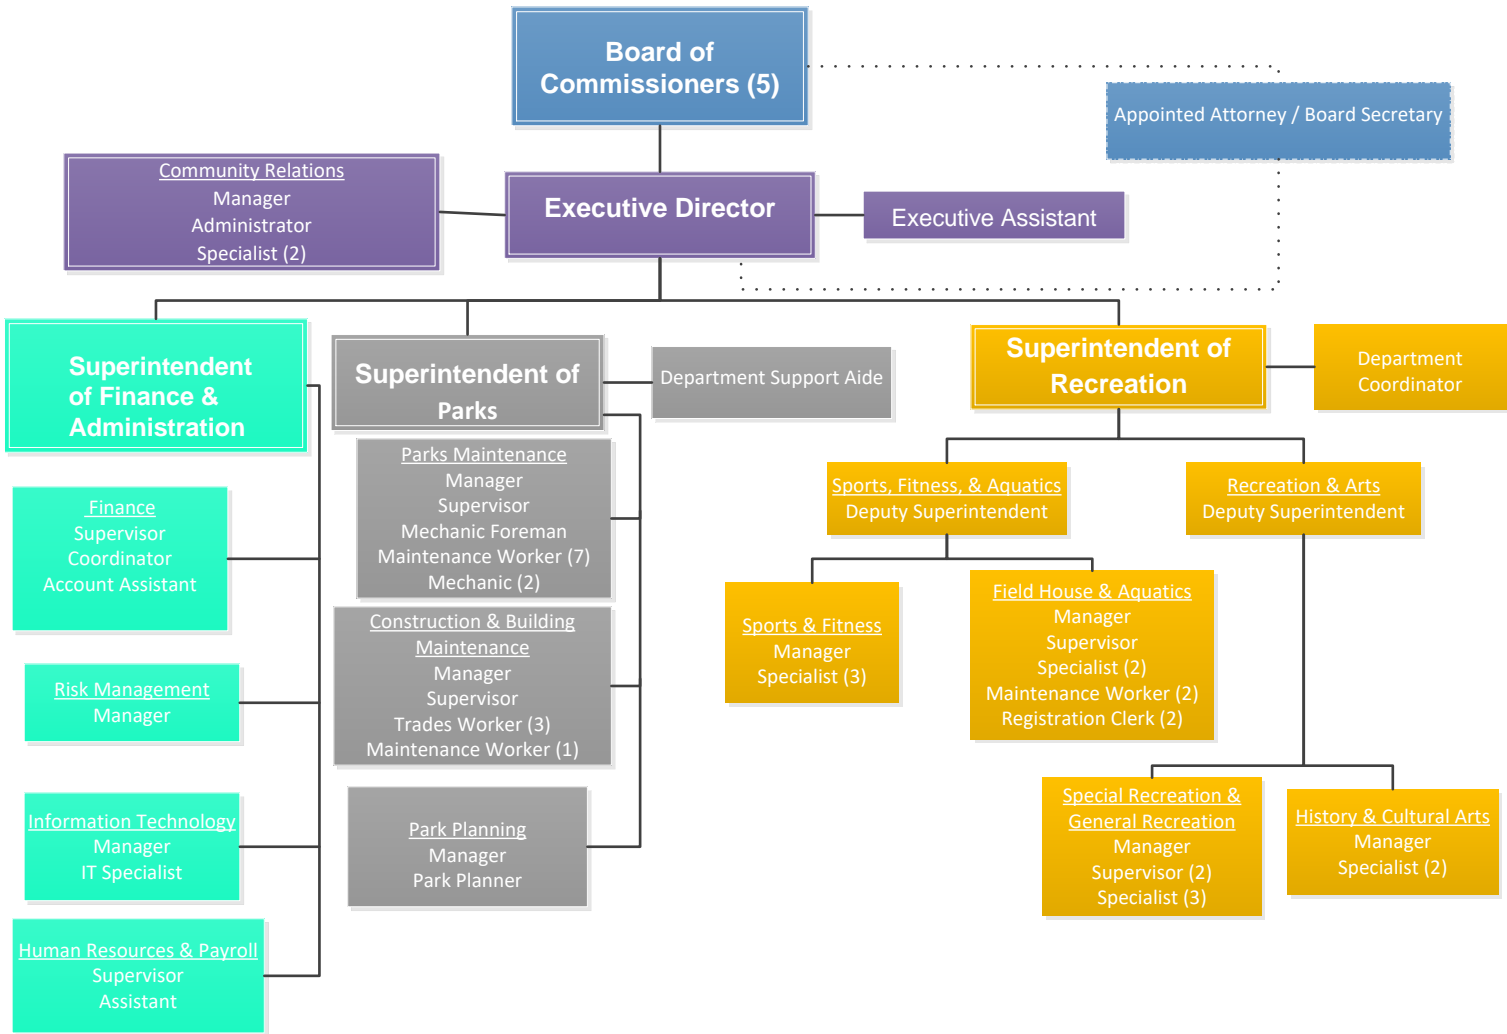 Board of
Commissioners (5)
Appointed Attorney / Board Secretary
Community Relations
Manager
Administrator
Specialist (2)
Executive Director
Executive Assistant
Superintendent
of Finance &
Administration
Superintendent of
Parks
Department Support Aide
Superintendent of
Recreation
Department
Coordinator
Finance
Supervisor
Coordinator
Account Assistant
Risk Management
Manager
Information Technology
Manager
IT Specialist
Human Resources & Payroll
Supervisor
Assistant
Parks Maintenance
Manager
Supervisor
Mechanic Foreman
Maintenance Worker (7)
Mechanic (2)
Construction & Building
Maintenance
Manager
Supervisor
Trades Worker (3)
Maintenance Worker (1)
Park Planning
Manager
Park Planner
Sports, Fitness, & Aquatics
Deputy Superintendent
Recreation & Arts
Deputy Superintendent
Sports & Fitness
Manager
Specialist (3)
Field House & Aquatics
Manager
Supervisor
Specialist (2)
Maintenance Worker (2)
Registration Clerk (2)
Special Recreation &
General Recreation
Manager
Supervisor (2)
Specialist (3)
History & Cultural Arts
Manager
Specialist (2)